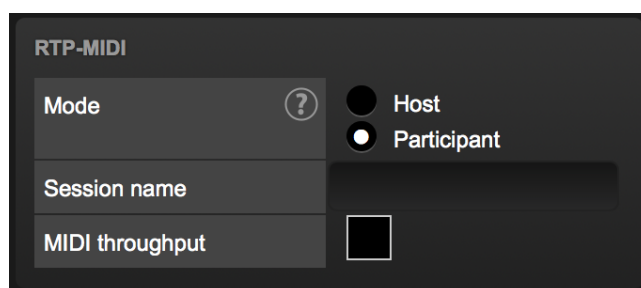 RTP-MIDI
Mode ? Host
Participant
Session name
MIDI throughput